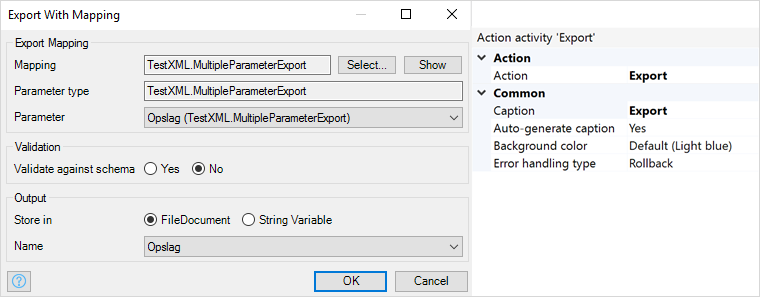 Export With Mapping
Export Mapping
Mapping TestXML.MultipleParameterExport Select... Show
Parameter type TestXML.MultipleParameterExport
Parameter Opslag (TestXML.MultipleParameterExport)
Validation
Validate against schema Yes No
Output
Store in FileDocument String Variable
Name Opslag
? OK Cancel
Action activity 'Export'
Action
Action Export
Common
Caption Export
Auto-generate caption Yes
Background color Default (Light blue)
Error handling type Rollback